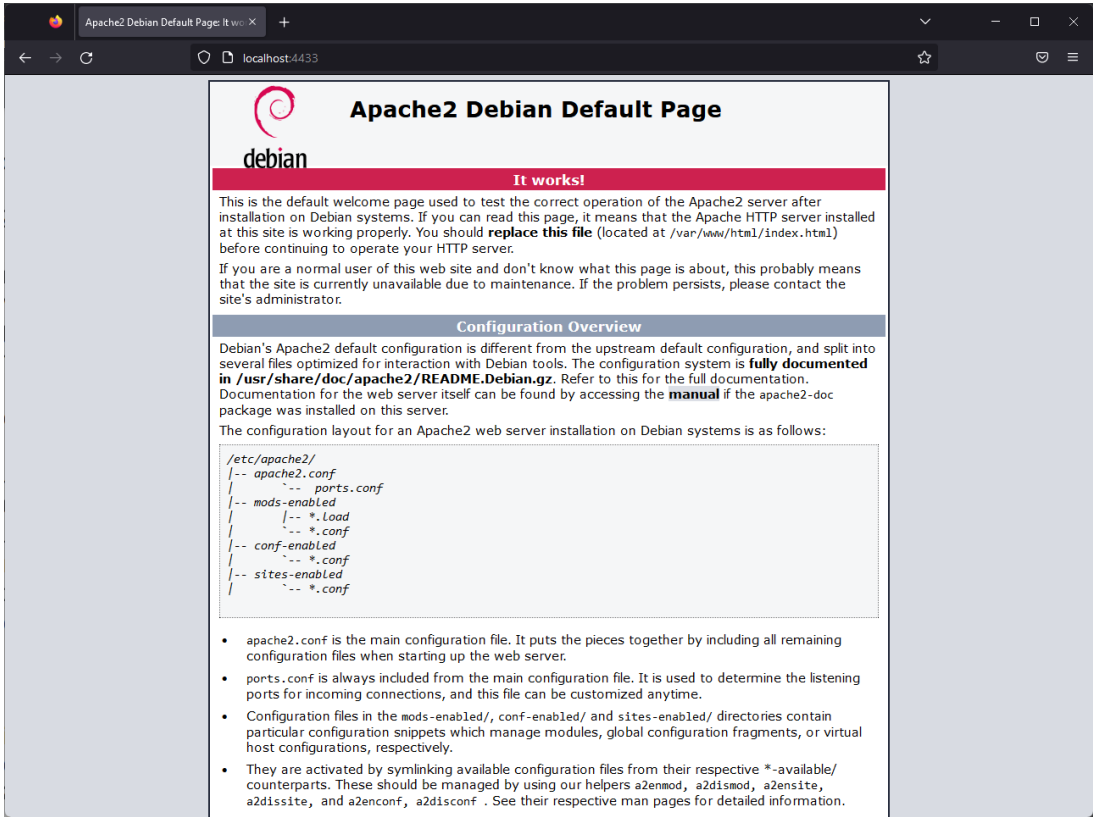 Apache2 Debian Default Page: It wo
localhost:4433
Apache2 Debian Default Page
debian
It works!
This is the default welcome page used to test the correct operation of the Apache2 server after
installation on Debian systems. If you can read this page, it means that the Apache HTTP server installed
at this site is working properly. You should replace this file (located at /var/www/html/index.html)
before continuing to operate your HTTP server.
If you are a normal user of this web site and don't know what this page is about, this probably means
that the site is currently unavailable due to maintenance. If the problem persists, please contact the
site's administrator.
Configuration Overview
Debian's Apache2 default configuration is different from the upstream default configuration, and split into
several files optimized for interaction with Debian tools. The configuration system is fully documented
in /usr/share/doc/apache2/README.Debian.gz. Refer to this for the full documentation.
Documentation for the web server itself can be found by accessing the manual if the apache2-doc
package was installed on this server.
The configuration layout for an Apache2 web server installation on Debian systems is as follows:
/etc/apache2/
|-- apache2.conf
|       `--  ports.conf
|-- mods-enabled
|       |-- *.load
|       `-- *.conf
|-- conf-enabled
|       `-- *.conf
|-- sites-enabled
|       `-- *.conf
• apache2.conf is the main configuration file. It puts the pieces together by including all remaining
configuration files when starting up the web server.
• ports.conf is always included from the main configuration file. It is used to determine the listening
ports for incoming connections, and this file can be customized anytime.
• Configuration files in the mods-enabled/, conf-enabled/ and sites-enabled/ directories contain
particular configuration snippets which manage modules, global configuration fragments, or virtual
host configurations, respectively.
• They are activated by symlinking available configuration files from their respective *-available/
counterparts. These should be managed by using our helpers a2enmod, a2dismod, a2ensite,
a2dissite, and a2enconf, a2disconf . See their respective man pages for detailed information.